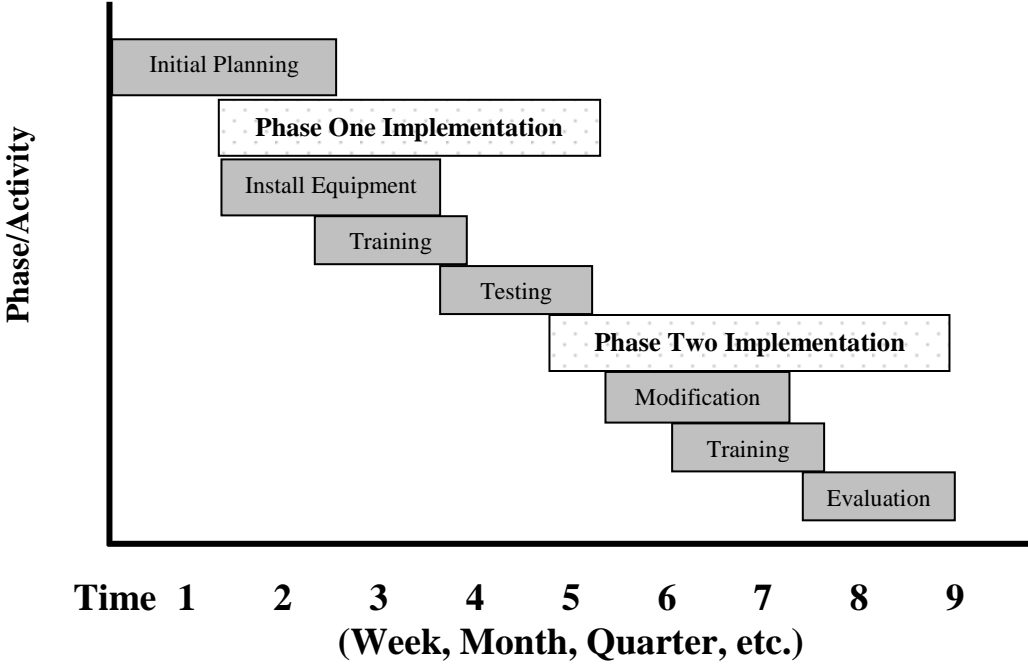 Phase/Activity
Initial Planning
Phase One Implementation
Install Equipment
Training
Testing
Phase Two Implementation
Modification
Training
Evaluation
Time 1 2 3 4 5 6 7 8 9
(Week, Month, Quarter, etc.)